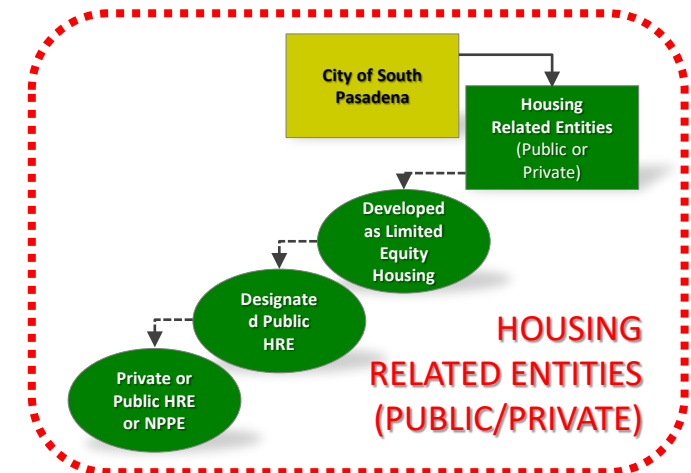 City of South
Pasadena
Housing
Related Entities
(Public or
Private)
Developed
as Limited
Equity
Housing
Designate
d Public
HRE
Private or
Public HRE
or NPPE
HOUSING
RELATED ENTITIES
(PUBLIC/PRIVATE)